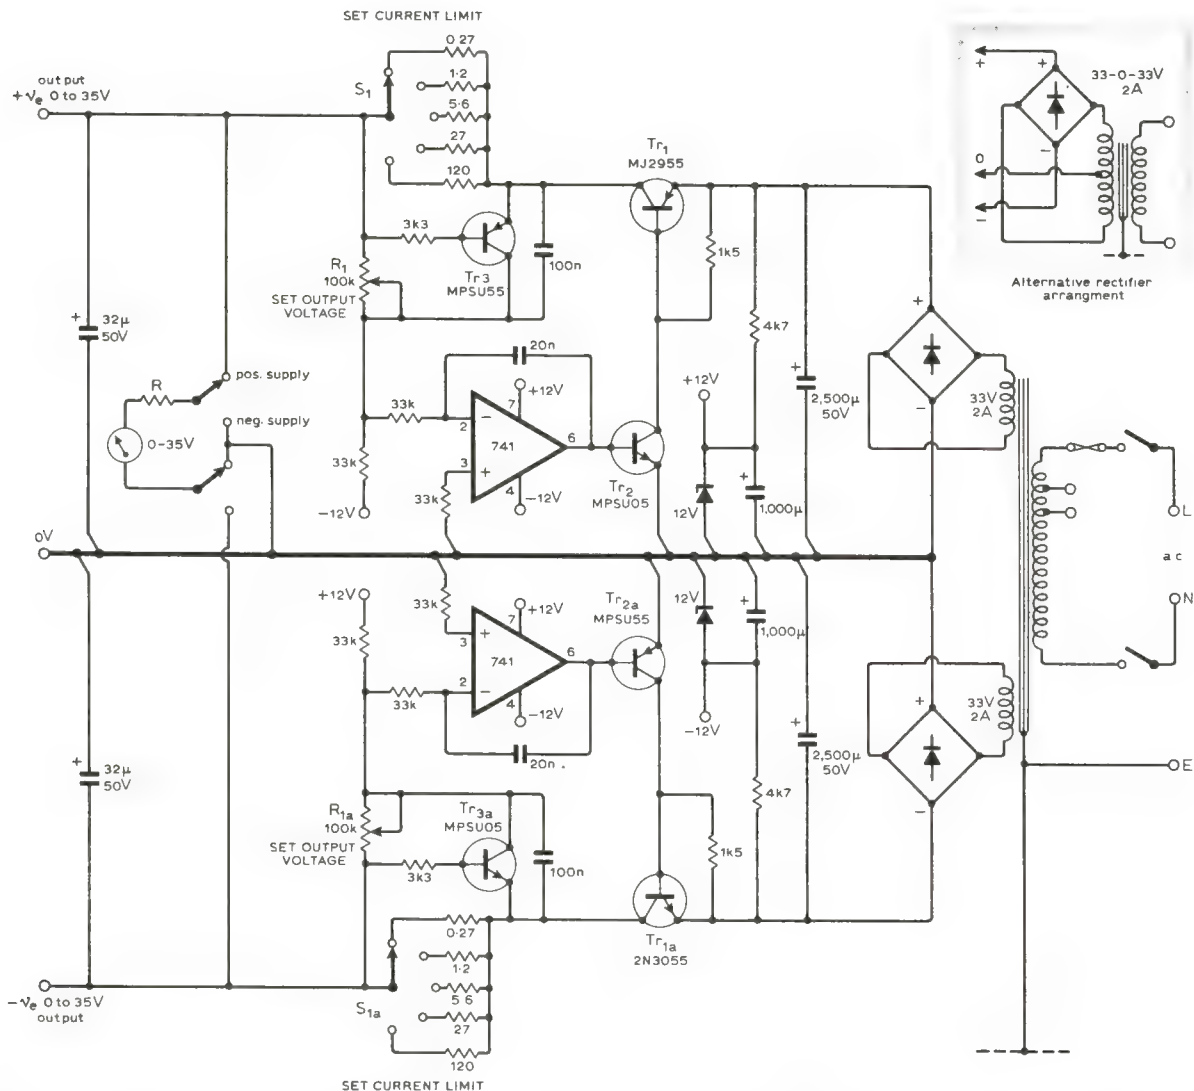 SET CURRENT LIMIT
0·27
1·2
5·6
27
120
S1
output
+ve 0 to 35V
33-0-33V
2A
+
+
0
−
−
Alternative rectifier
arrangment
Tr1
MJ2955
3k3
Tr3
MPSU55
100n
1k5
R1
100k
SET OUTPUT
VOLTAGE
4k7
+
32µ
50V
20n
+12V
7
R
pos. supply
neg. supply
0-35V
33k
−
2
741
6
3
+
4
−12V
33k
33k
−12V
Tr2
MPSU05
+12V
12V
+
1,000µ
+
2,500µ
50V
+
−
33V
2A
L
ac
N
0V
+12V
33k
33k
+12V
7
+
3
741
6
2
−
4
−12V
33k
20n
Tr2a
MPSU55
12V
+
1,000µ
−12V
+
2,500µ
50V
+
−
33V
2A
E
+
32µ
50V
R1a
100k
SET OUTPUT
VOLTAGE
Tr3a
MPSU05
3k3
100n
1k5
4k7
Tr1a
2N3055
0·27
1·2
5 6
27
120
S1a
−ve 0 to 35V
output
SET CURRENT LIMIT